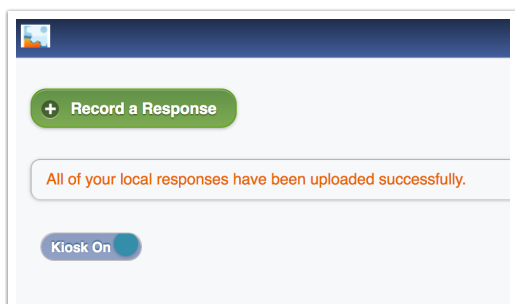 Record a Response
All of your local responses have been uploaded successfully.
Kiosk On